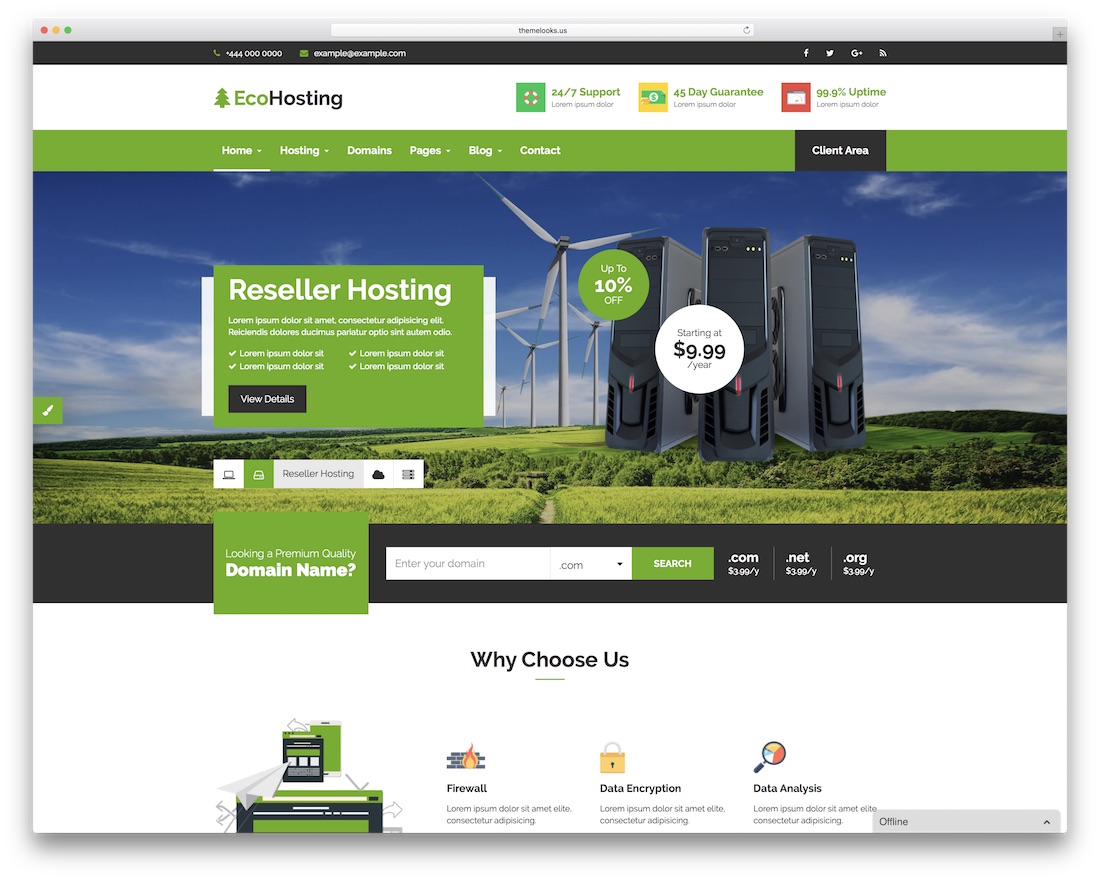 themelooks.us
+444 000 0000 example@example.com
EcoHosting
24/7 Support
Lorem ipsum dolor
45 Day Guarantee
Lorem ipsum dolor
99.9% Uptime
Lorem ipsum dolor
Home Hosting Domains Pages Blog Contact Client Area
Reseller Hosting
Lorem ipsum dolor sit amet, consectetur adipisicing elit.
Reiciendis dolores ducimus pariatur optio sint autem odio.
Lorem ipsum dolor sit Lorem ipsum dolor sit
Lorem ipsum dolor sit Lorem ipsum dolor sit
View Details
Up To
10%
OFF
Starting at
$9.99
/year
Reseller Hosting
Looking a Premium Quality
Domain Name?
Enter your domain .com SEARCH
.com
$3.99/y
.net
$3.99/y
.org
$3.99/y
Why Choose Us
Firewall
Lorem ipsum dolor sit amet elite,
consectetur adipisicing.
Data Encryption
Lorem ipsum dolor sit amet elite,
consectetur adipisicing.
Data Analysis
Lorem ipsum dolor sit amet elite,
consectetur adipisicing.
Offline